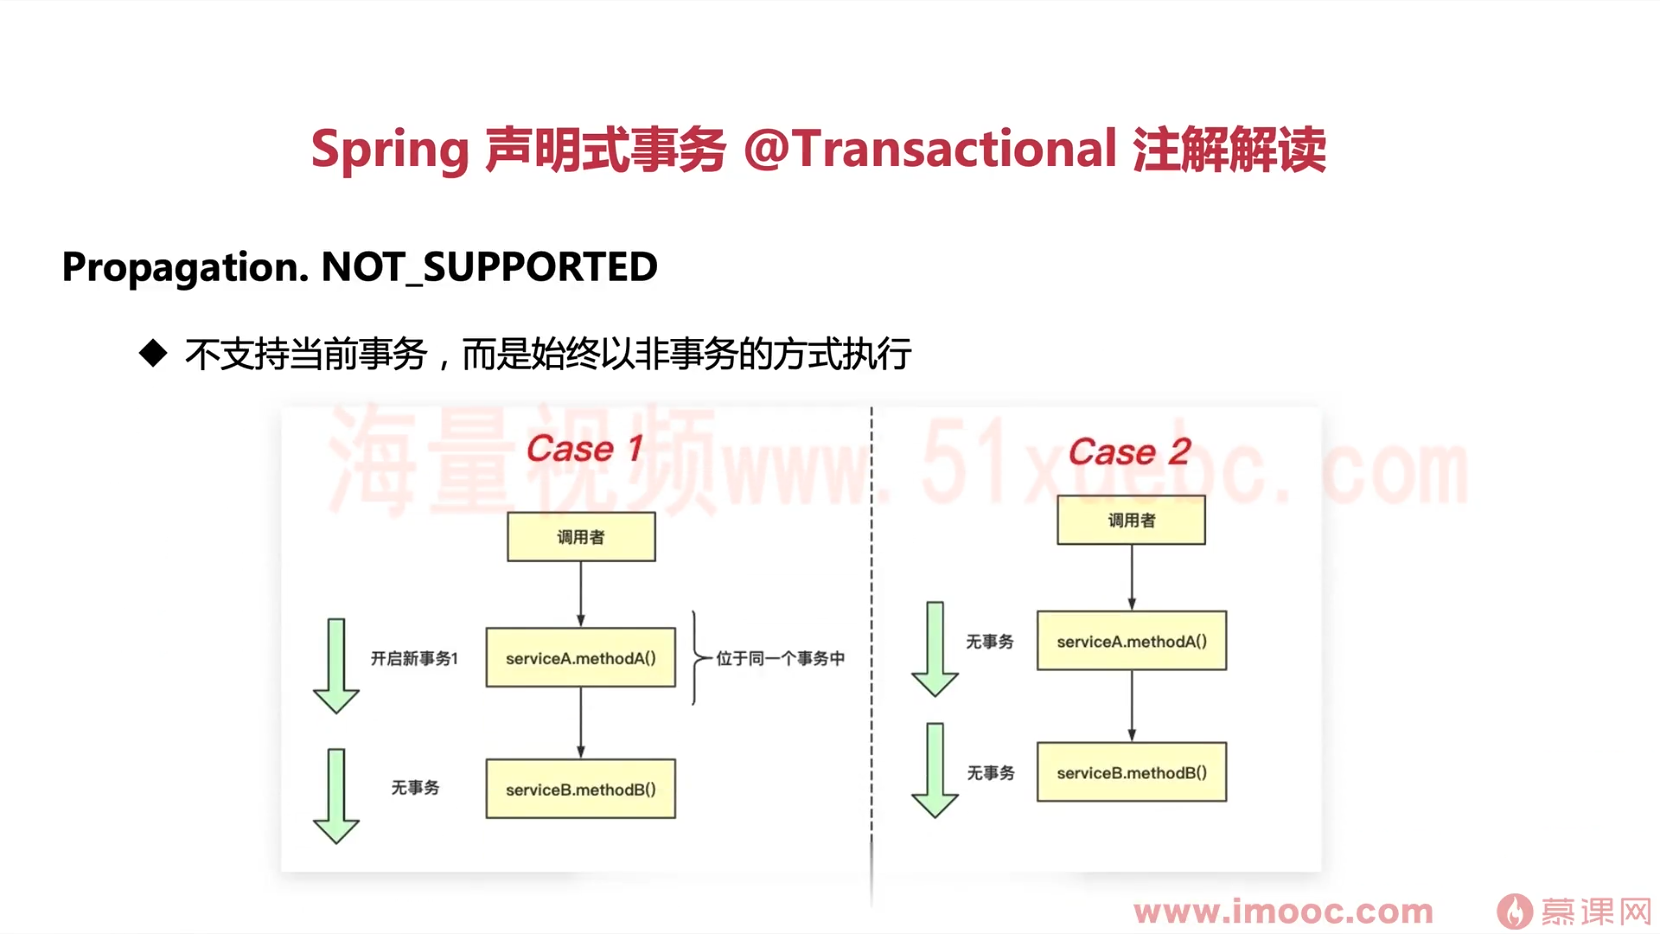 Spring 声明式事务 @Transactional 注解解读
Propagation. NOT_SUPPORTED
◆ 不支持当前事务，而是始终以非事务的方式执行
海量视频www.51xuebc.com
Case 1
调用者
开启新事务1
serviceA.methodA()
位于同一个事务中
无事务
serviceB.methodB()
Case 2
调用者
无事务
serviceA.methodA()
无事务
serviceB.methodB()
www.imooc.com
慕课网